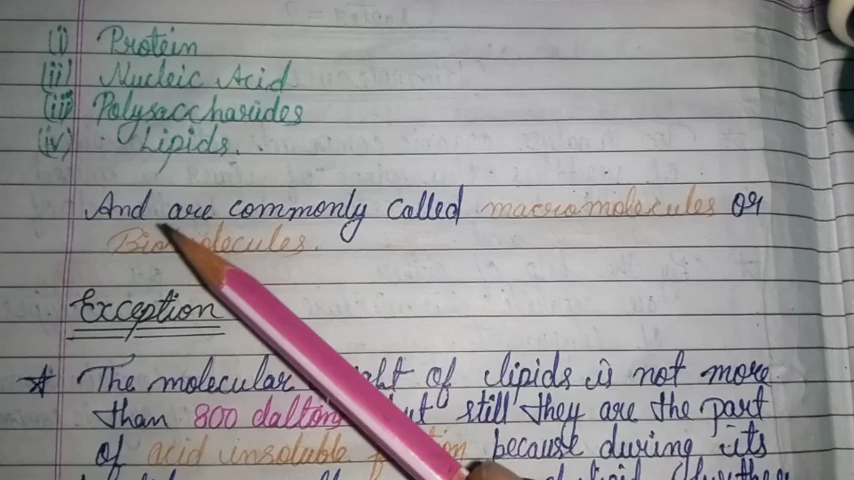 (i) Protein
(ii) Nucleic Acid
(iii) Polysaccharides
(iv) Lipids.
And are commonly called macromolecules or
Biomolecules.
Exception
* The molecular of lipids is not more
than 800 still they are the part
of acid insoluble because during its